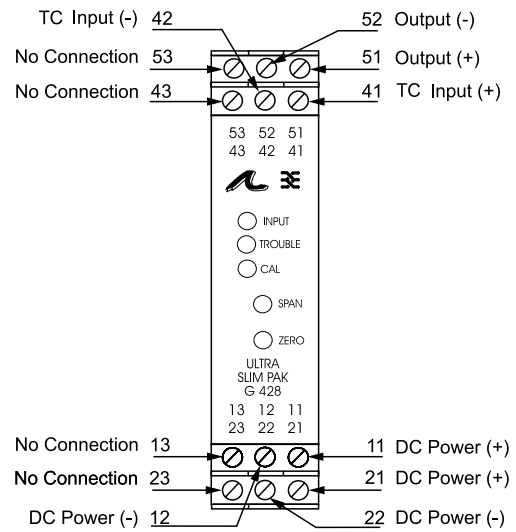 TC Input (-) 42
52 Output (-)
No Connection 53
51 Output (+)
No Connection 43
41 TC Input (+)
53 52 51
43 42 41
INPUT
TROUBLE
CAL
SPAN
ZERO
ULTRA
SLIM PAK
G 428
13 12 11
23 22 21
No Connection 13
11 DC Power (+)
No Connection 23
21 DC Power (+)
DC Power (-) 12
22 DC Power (-)